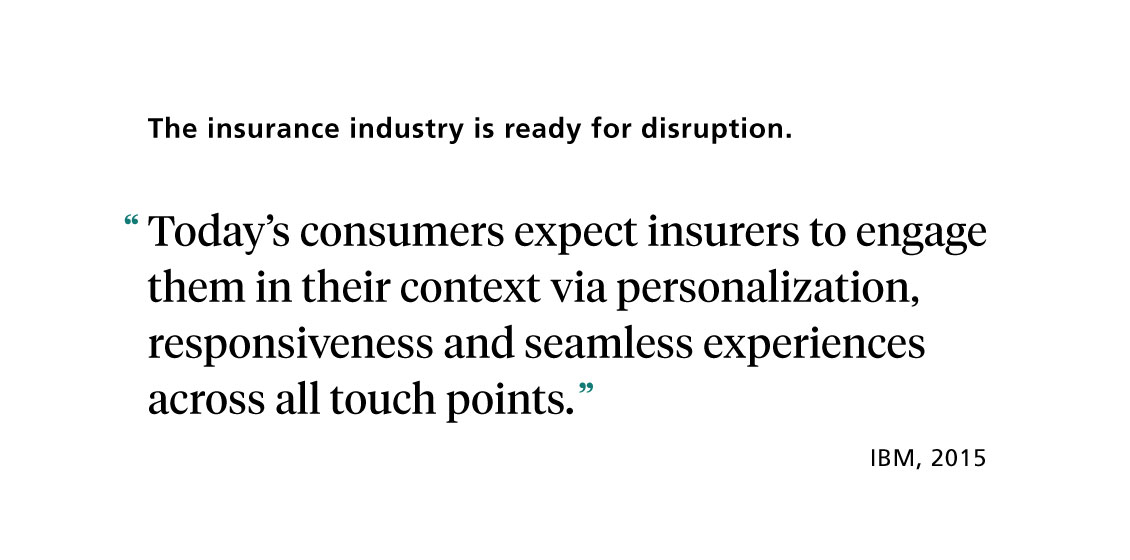 The insurance industry is ready for disruption.
“Today’s consumers expect insurers to engage
them in their context via personalization,
responsiveness and seamless experiences
across all touch points.”
IBM, 2015